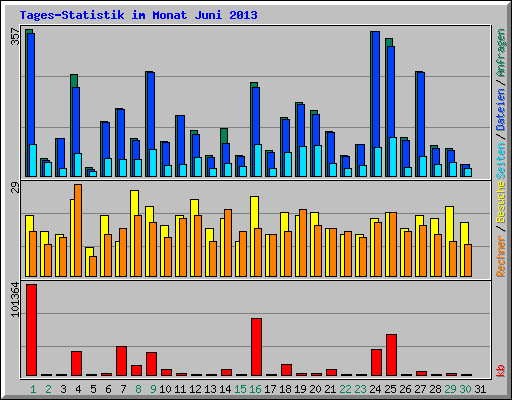 Tages-Statistik im Monat Juni 2013
357
29
101364
Rechner / Besuche Seiten / Dateien / Anfragen
kb
1 2 3 4 5 6 7 8 9 10 11 12 13 14 15 16 17 18 19 20 21 22 23 24 25 26 27 28 29 30 31